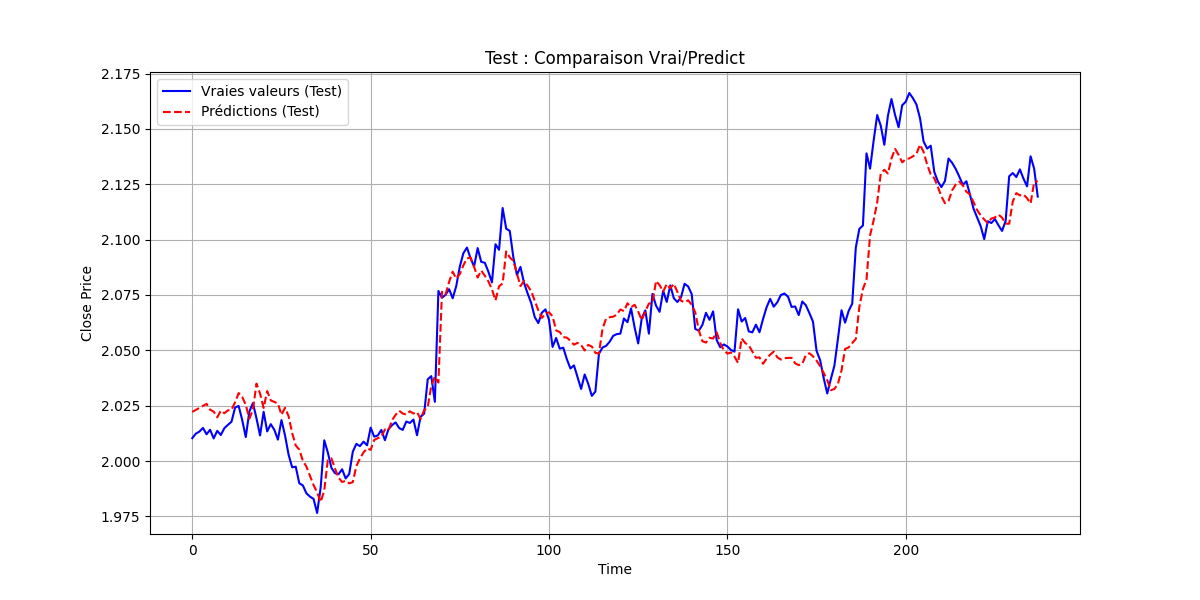 Test : Comparaison Vrai/Predict
Vraies valeurs (Test)
Prédictions (Test)
Close Price
2.175
2.150
2.125
2.100
2.075
2.050
2.025
2.000
1.975
0 50 100 150 200
Time